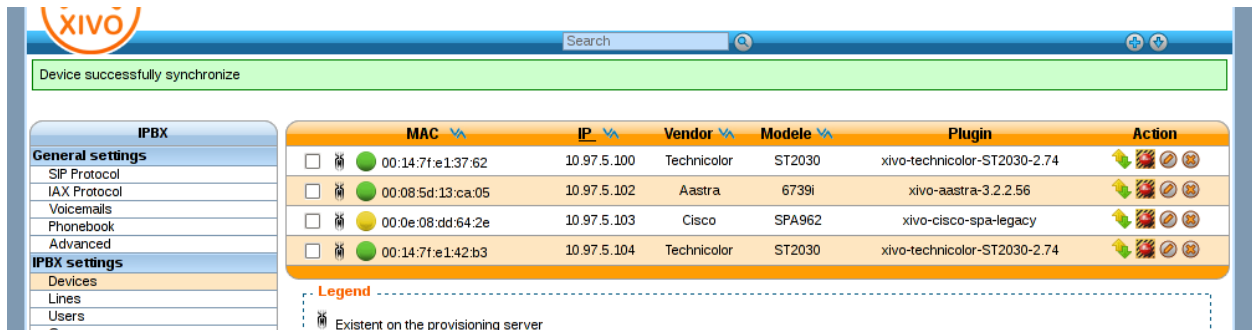 XIVO
Search
Device successfully synchronize
IPBX
General settings
SIP Protocol
IAX Protocol
Voicemails
Phonebook
Advanced
IPBX settings
Devices
Lines
Users
MAC IP Vendor Modele Plugin Action
00:14:7f:e1:37:62 10.97.5.100 Technicolor ST2030 xivo-technicolor-ST2030-2.74
00:08:5d:13:ca:05 10.97.5.102 Aastra 6739i xivo-aastra-3.2.2.56
00:0e:08:dd:64:2e 10.97.5.103 Cisco SPA962 xivo-cisco-spa-legacy
00:14:7f:e1:42:b3 10.97.5.104 Technicolor ST2030 xivo-technicolor-ST2030-2.74
Legend
Existent on the provisioning server